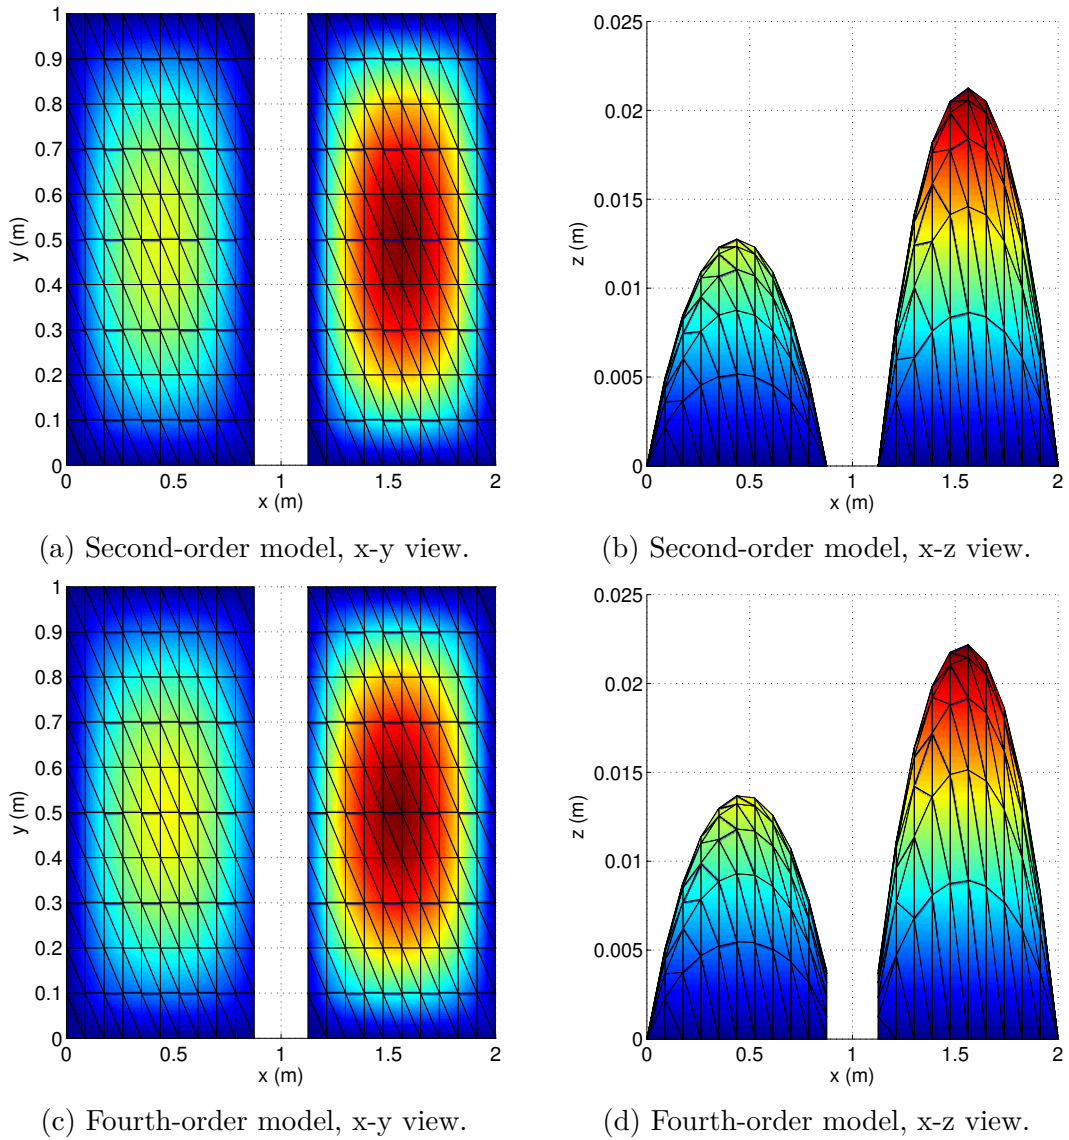 1
0.9
0.8
0.7
0.6
0.5
0.4
0.3
0.2
0.1
0
y (m)
0 0.5 1 1.5 2
x (m)
0.025
0.02
0.015
0.01
0.005
0
z (m)
0 0.5 1 1.5 2
x (m)
(a) Second-order model, x-y view.
(b) Second-order model, x-z view.
1
0.9
0.8
0.7
0.6
0.5
0.4
0.3
0.2
0.1
0
y (m)
0 0.5 1 1.5 2
x (m)
0.025
0.02
0.015
0.01
0.005
0
z (m)
0 0.5 1 1.5 2
x (m)
(c) Fourth-order model, x-y view.
(d) Fourth-order model, x-z view.